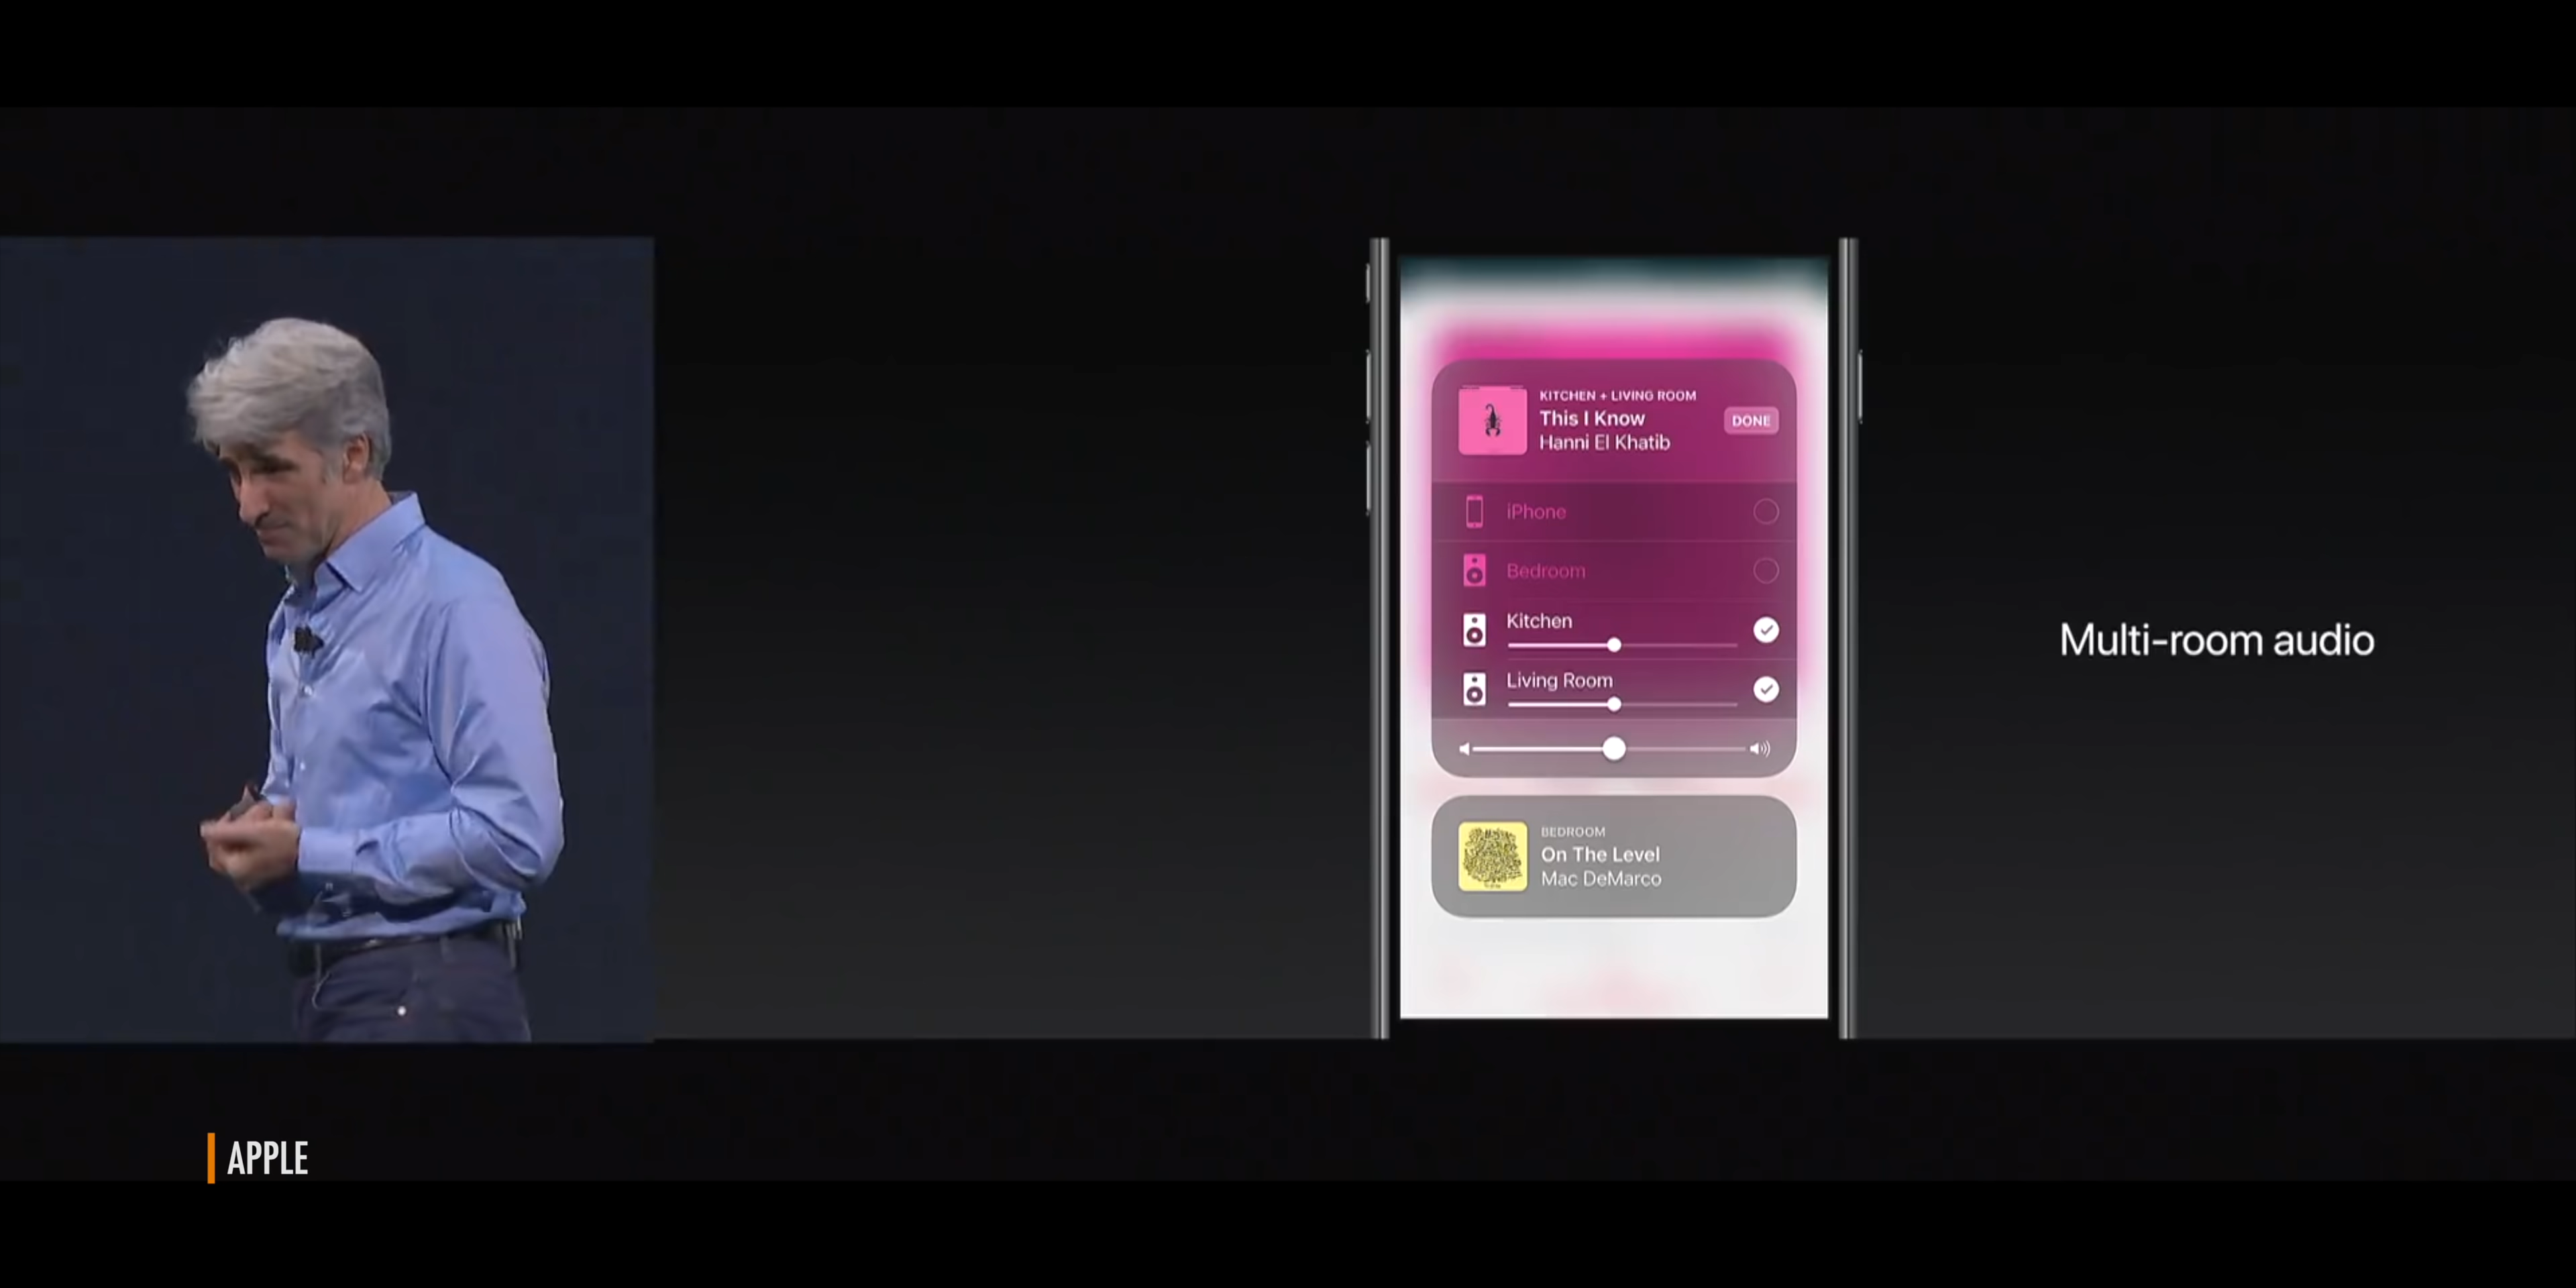 KITCHEN + LIVING ROOM
This I Know
Hanni El Khatib
DONE
iPhone
Bedroom
Kitchen
Living Room
BEDROOM
On The Level
Mac DeMarco
Multi-room audio
APPLE